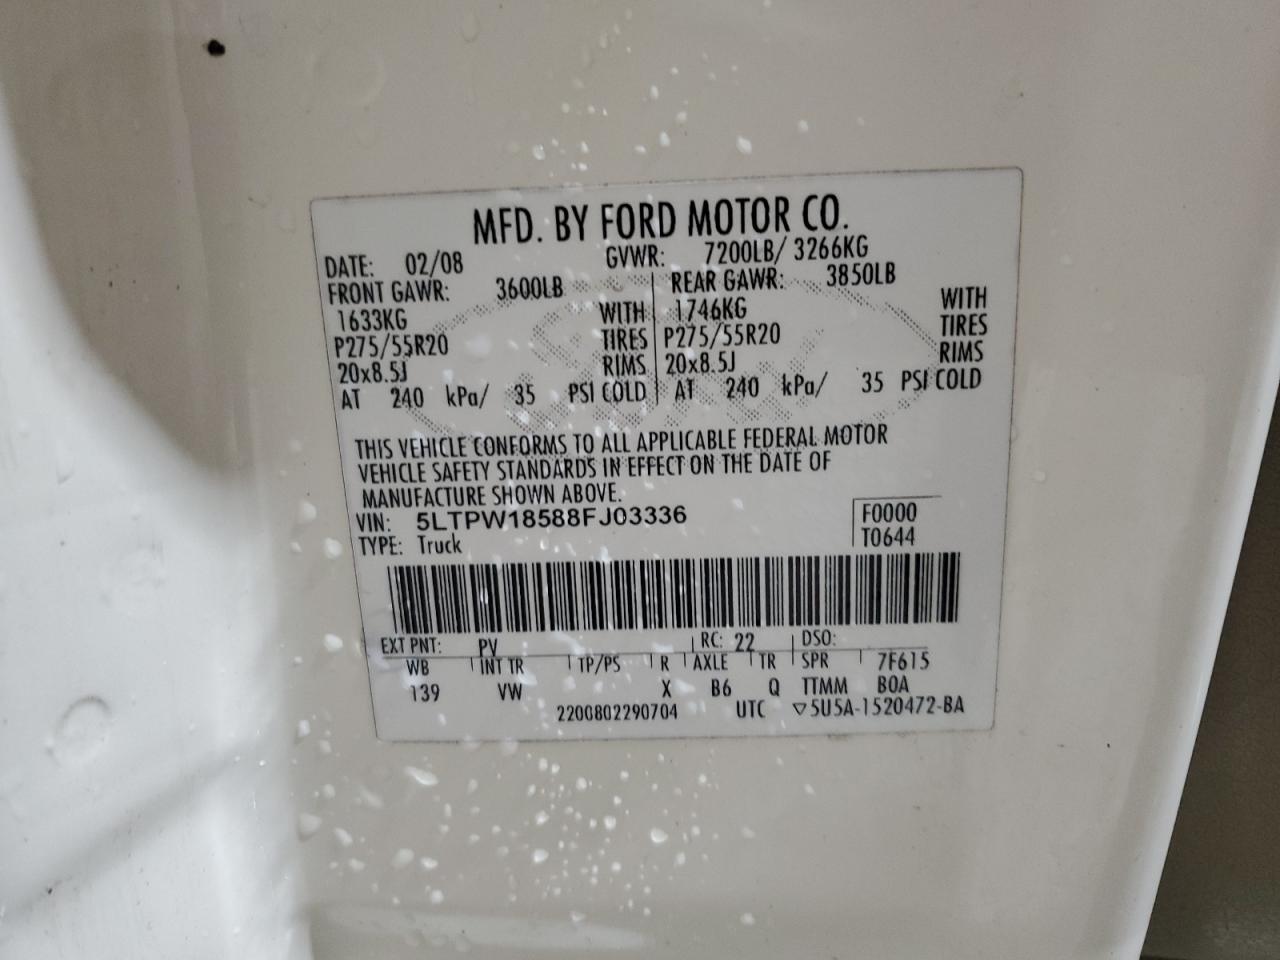 MFD. BY FORD MOTOR CO.
DATE: 02/08 GVWR: 7200LB/ 3266KG
FRONT GAWR: 3600LB REAR GAWR: 3850LB
1633KG WITH 1746KG WITH
P275/55R20 TIRES P275/55R20 TIRES
20x8.5J RIMS 20x8.5J RIMS
AT 240 kPa/ 35 PSI COLD AT 240 kPa/ 35 PSI COLD
THIS VEHICLE CONFORMS TO ALL APPLICABLE FEDERAL MOTOR
VEHICLE SAFETY STANDARDS IN EFFECT ON THE DATE OF
MANUFACTURE SHOWN ABOVE.
VIN: 5LTPW18588FJ03336 F0000
TYPE: Truck T0644
EXT PNT: PV RC: 22 DSO:
WB INT TR TP/PS R AXLE TR SPR 7F615
139 VW X B6 Q TTMM BOA
2200802290704 UTC ▽5U5A-1520472-BA